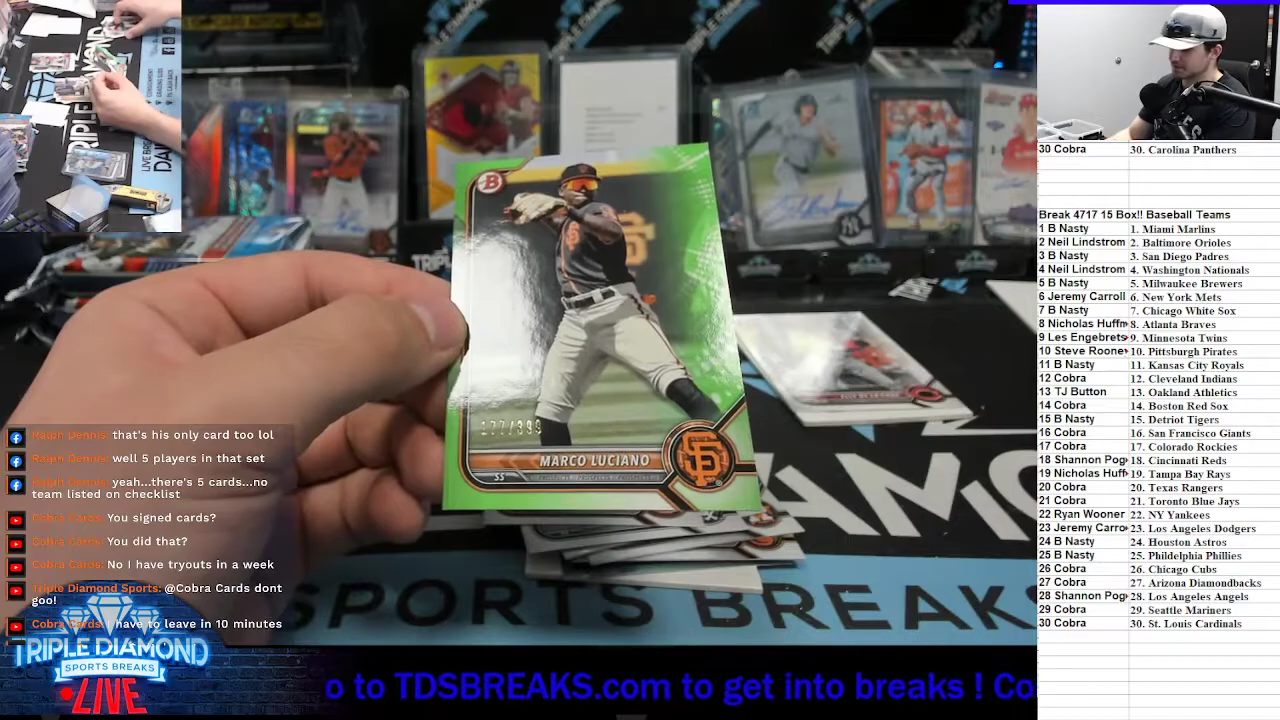 30 Cobra 30. Carolina Panthers
Break 4717 15 Box!! Baseball Teams
1 B Nasty 1. Miami Marlins
2 Neil Lindstrom 2. Baltimore Orioles
3 B Nasty 3. San Diego Padres
4 Neil Lindstrom 4. Washington Nationals
5 B Nasty 5. Milwaukee Brewers
6 Jeremy Carroll 6. New York Mets
7 B Nasty 7. Chicago White Sox
8 Nicholas Huffm 8. Atlanta Braves
9 Les Engebrets 9. Minnesota Twins
10 Steve Roone 10. Pittsburgh Pirates
11 B Nasty 11. Kansas City Royals
12 Cobra 12. Cleveland Indians
13 TJ Button 13. Oakland Athletics
14 Cobra 14. Boston Red Sox
15 B Nasty 15. Detriot Tigers
16 Cobra 16. San Francisco Giants
17 Cobra 17. Colorado Rockies
18 Shannon Pog 18. Cincinnati Reds
19 Nicholas Huff 19. Tampa Bay Rays
20 Cobra 20. Texas Rangers
21 Cobra 21. Toronto Blue Jays
22 Ryan Wooner 22. NY Yankees
23 Jeremy Carro 23. Los Angeles Dodgers
24 B Nasty 24. Houston Astros
25 B Nasty 25. Phildelphia Phillies
26 Cobra 26. Chicago Cubs
27 Cobra 27. Arizona Diamondbacks
28 Shannon Pog 28. Los Angeles Angels
29 Cobra 29. Seattle Mariners
30 Cobra 30. St. Louis Cardinals
B
177/399
MARCO LUCIANO
SS
SF
Ralph Dennis: that's his only card too lol
Ralph Dennis: well 5 players in that set
Ralph Dennis: yeah...there's 5 cards...no
team listed on checklist
Cobra Cards: You signed cards?
Cobra Cards: You did that?
Cobra Cards: No I have tryouts in a week
Triple Diamond Sports: @Cobra Cards dont
goo!
Cobra Cards: I have to leave in 10 minutes
TRIPLE DIAMOND
SPORTS BREAKS
LIVE
SPORTS BREAKS
o to TDSBREAKS.com to get into breaks ! Co